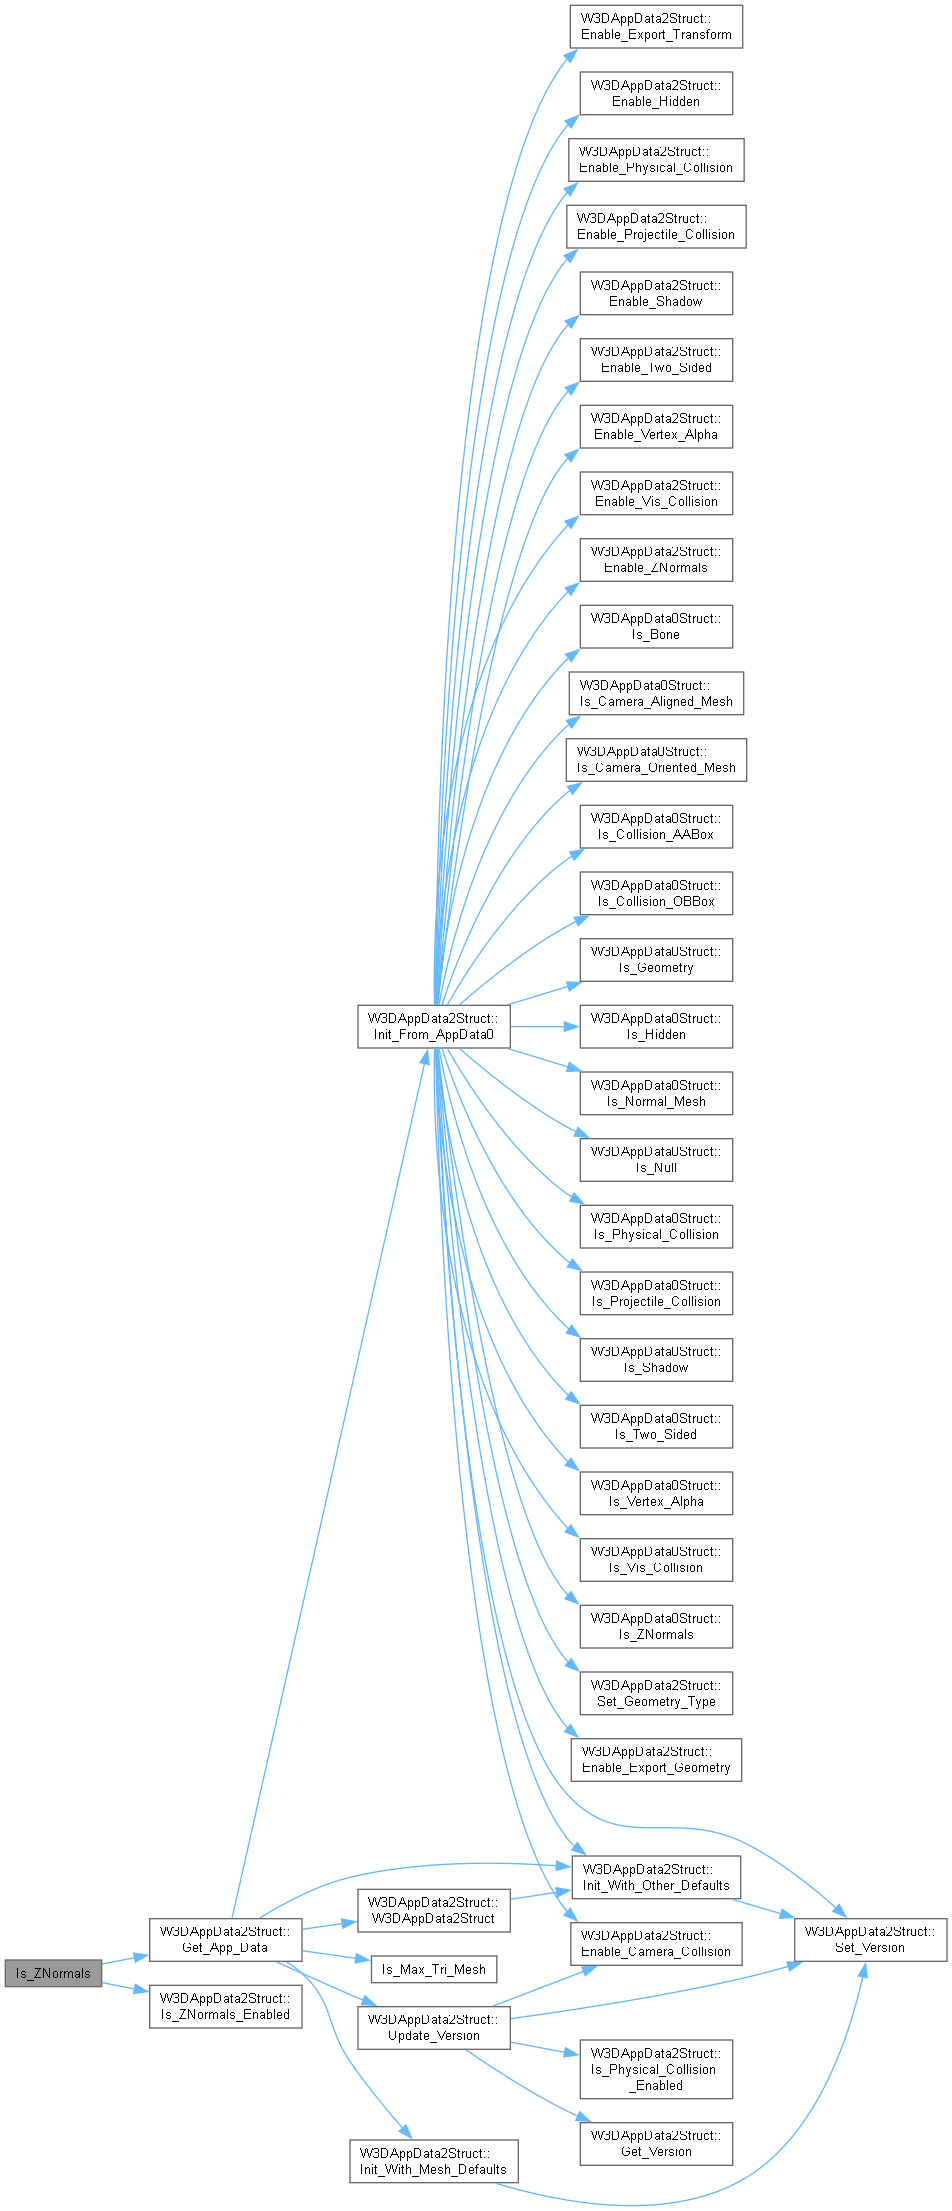 W3DAppData2Struct::
Enable_Export_Transform
W3DAppData2Struct::
Enable_Hidden
W3DAppData2Struct::
Enable_Physical_Collision
W3DAppData2Struct::
Enable_Projectile_Collision
W3DAppData2Struct::
Enable_Shadow
W3DAppData2Struct::
Enable_Two_Sided
W3DAppData2Struct::
Enable_Vertex_Alpha
W3DAppData2Struct::
Enable_Vis_Collision
W3DAppData2Struct::
Enable_ZNormals
W3DAppData0Struct::
Is_Bone
W3DAppData0Struct::
Is_Camera_Aligned_Mesh
W3DAppData0Struct::
Is_Camera_Oriented_Mesh
W3DAppData0Struct::
Is_Collision_AABox
W3DAppData0Struct::
Is_Collision_OBBox
W3DAppData0Struct::
Is_Geometry
W3DAppData2Struct::
Init_From_AppData0
W3DAppData0Struct::
Is_Hidden
W3DAppData0Struct::
Is_Normal_Mesh
W3DAppData0Struct::
Is_Null
W3DAppData0Struct::
Is_Physical_Collision
W3DAppData0Struct::
Is_Projectile_Collision
W3DAppData0Struct::
Is_Shadow
W3DAppData0Struct::
Is_Two_Sided
W3DAppData0Struct::
Is_Vertex_Alpha
W3DAppData0Struct::
Is_Vis_Collision
W3DAppData0Struct::
Is_ZNormals
W3DAppData2Struct::
Set_Geometry_Type
W3DAppData2Struct::
Enable_Export_Geometry
W3DAppData2Struct::
Init_With_Other_Defaults
W3DAppData2Struct::
W3DAppData2Struct
W3DAppData2Struct::
Get_App_Data
W3DAppData2Struct::
Enable_Camera_Collision
W3DAppData2Struct::
Set_Version
Is_ZNormals
Is_Max_Tri_Mesh
W3DAppData2Struct::
Is_ZNormals_Enabled
W3DAppData2Struct::
Update_Version
W3DAppData2Struct::
Is_Physical_Collision
_Enabled
W3DAppData2Struct::
Get_Version
W3DAppData2Struct::
Init_With_Mesh_Defaults